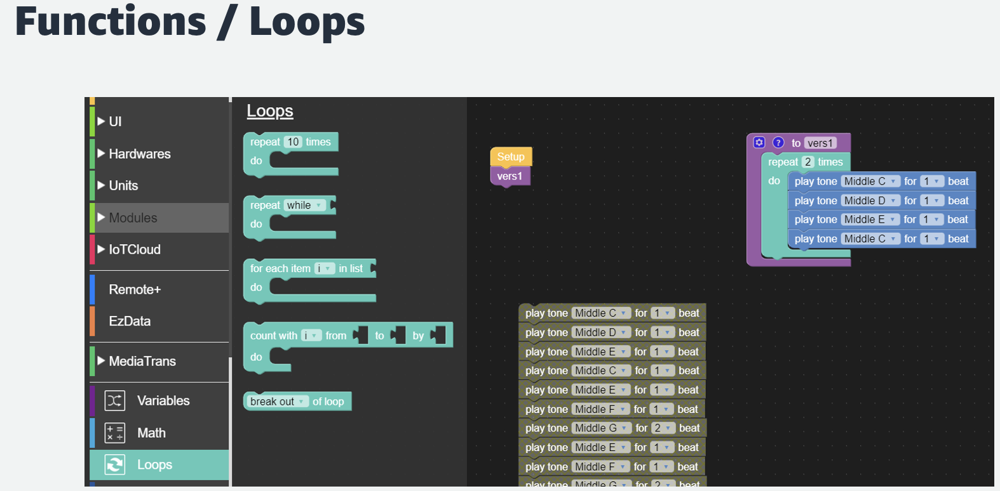 Functions / Loops
UI
Hardwares
Units
Modules
IoTCloud
Remote+
EzData
MediaTrans
Variables
Math
Loops
Loops
repeat 10 times
do
repeat while
do
for each item i in list
do
count with i from to by
do
break out of loop
Setup
vers1
? to vers1
repeat 2 times
do play tone Middle C for 1 beat
play tone Middle D for 1 beat
play tone Middle E for 1 beat
play tone Middle C for 1 beat
play tone Middle C for 1 beat
play tone Middle D for 1 beat
play tone Middle E for 1 beat
play tone Middle C for 1 beat
play tone Middle E for 1 beat
play tone Middle F for 1 beat
play tone Middle G for 2 beat
play tone Middle E for 1 beat
play tone Middle F for 1 beat
play tone Middle G for 2 beat